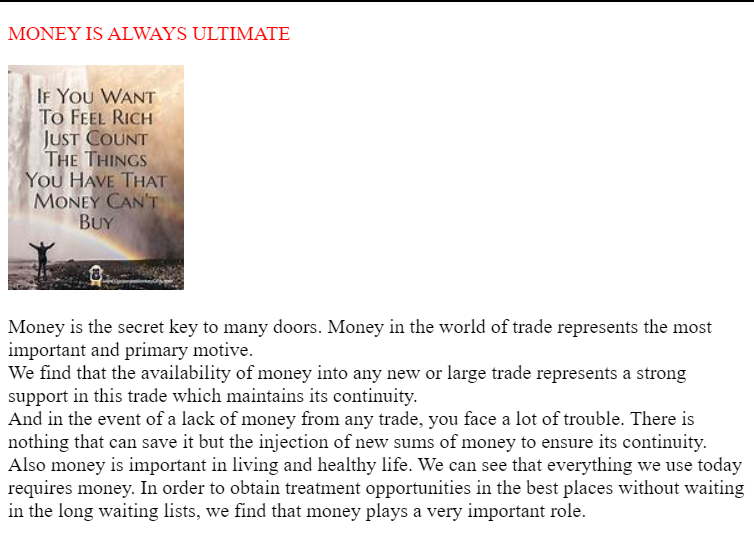 MONEY IS ALWAYS ULTIMATE
IF YOU WANT
TO FEEL RICH
JUST COUNT
THE THINGS
YOU HAVE THAT
MONEY CAN'T
BUY
Money is the secret key to many doors. Money in the world of trade represents the most
important and primary motive.
We find that the availability of money into any new or large trade represents a strong
support in this trade which maintains its continuity.
And in the event of a lack of money from any trade, you face a lot of trouble. There is
nothing that can save it but the injection of new sums of money to ensure its continuity.
Also money is important in living and healthy life. We can see that everything we use today
requires money. In order to obtain treatment opportunities in the best places without waiting
in the long waiting lists, we find that money plays a very important role.